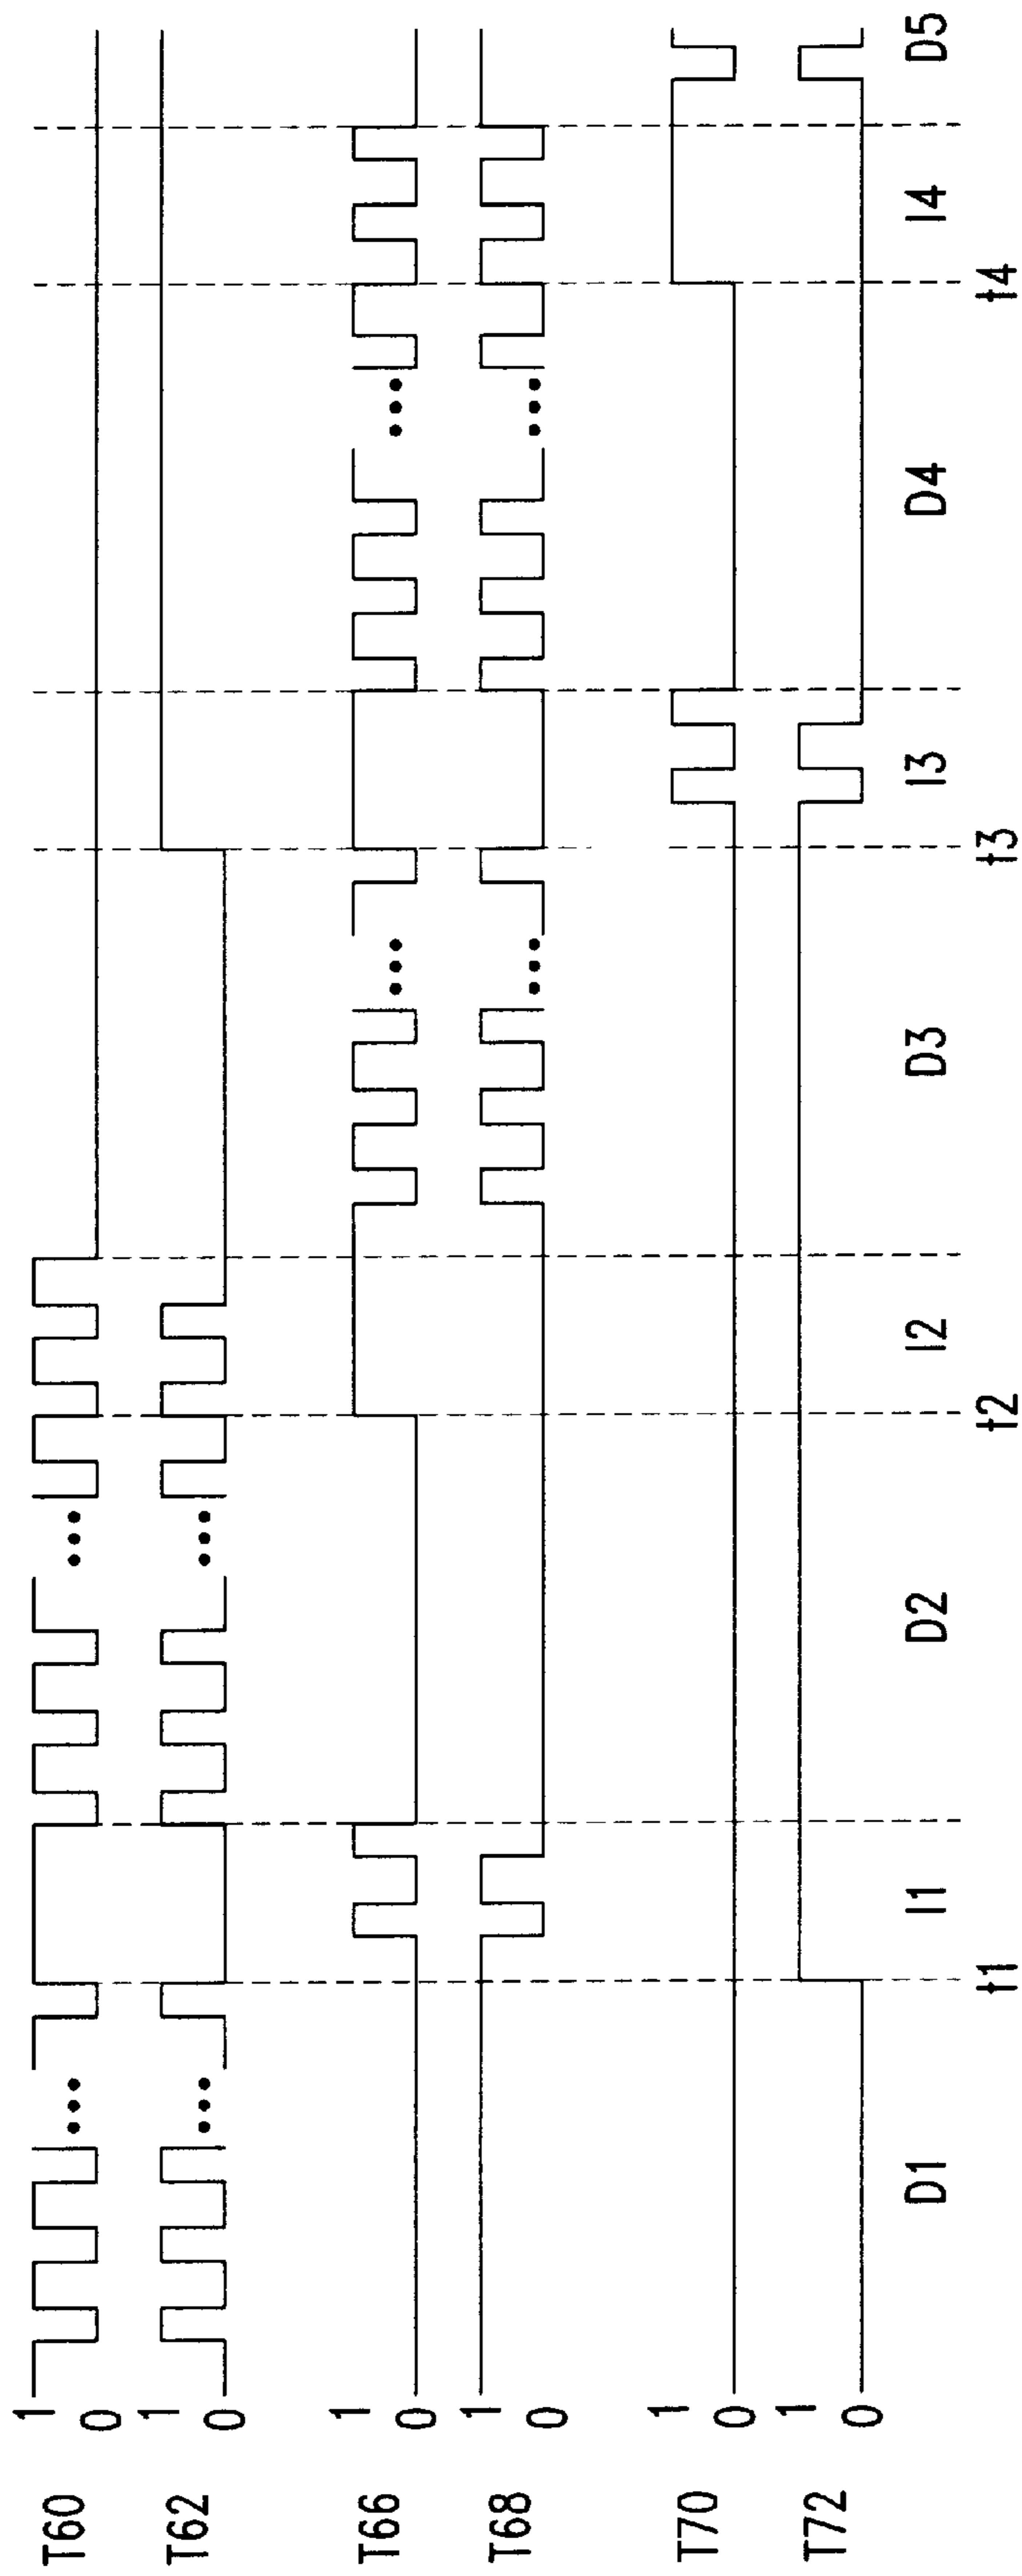 T60 1 0
T62 1 0
T66 1 0
T68 1 0
T70 1 0
T72 1 0
D1 I1 D2 I2 D3 I3 D4 I4 D5
t1 t2 t3 t4